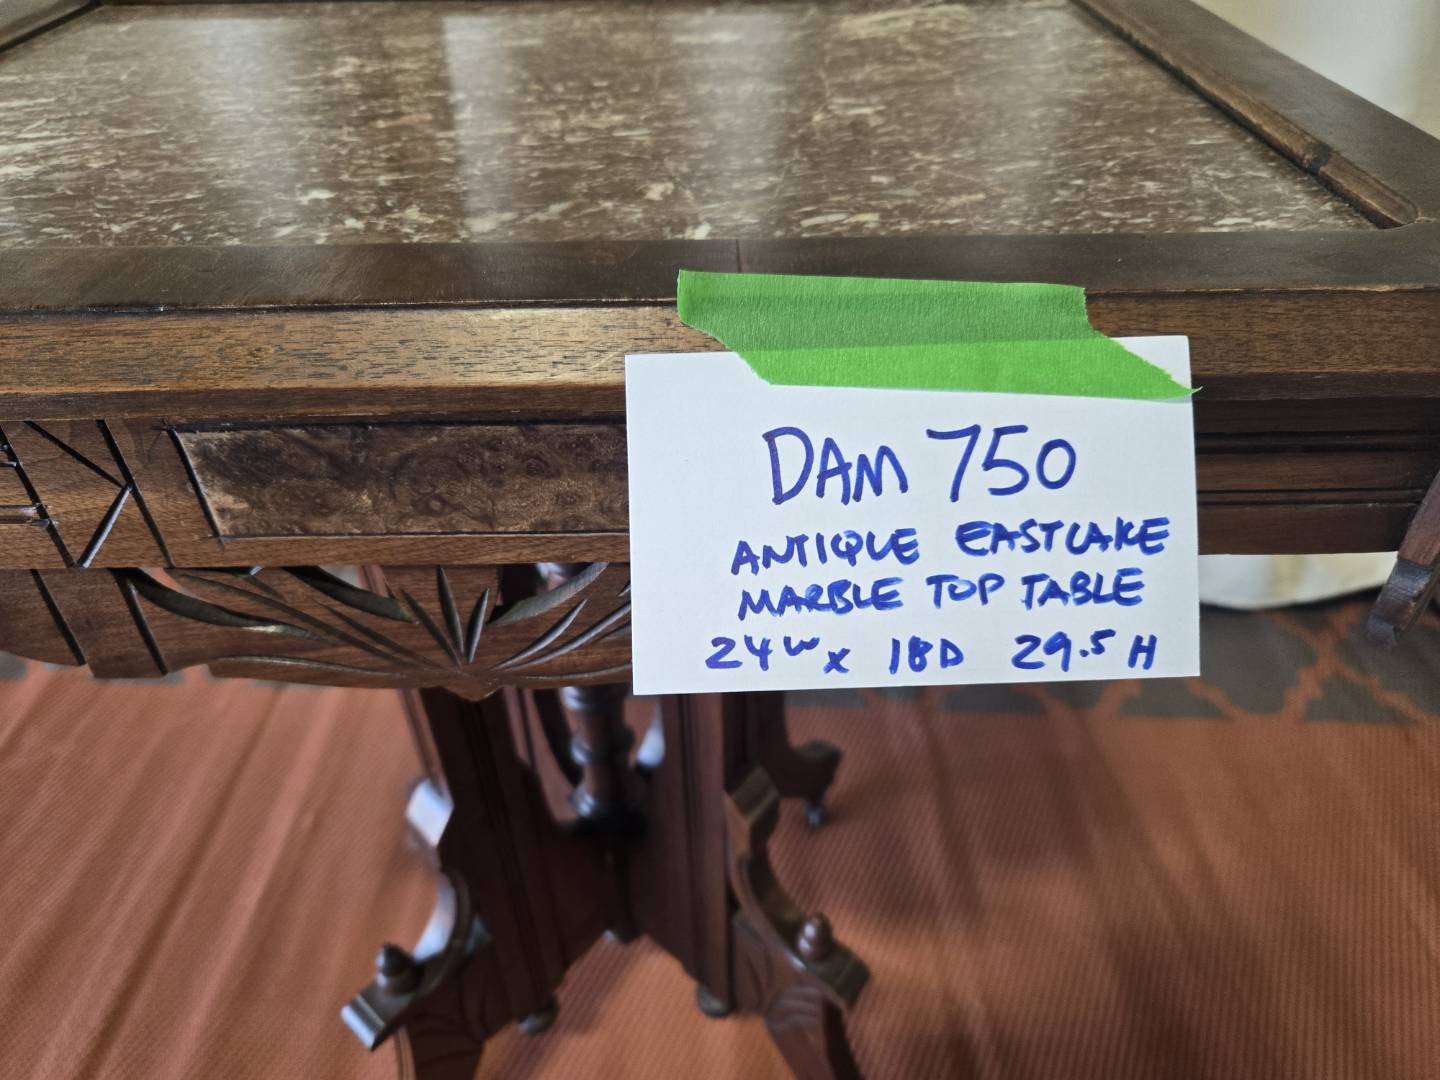 DAM 750
ANTIQUE EASTLAKE
MARBLE TOP TABLE
24W x 18D 29.5 H